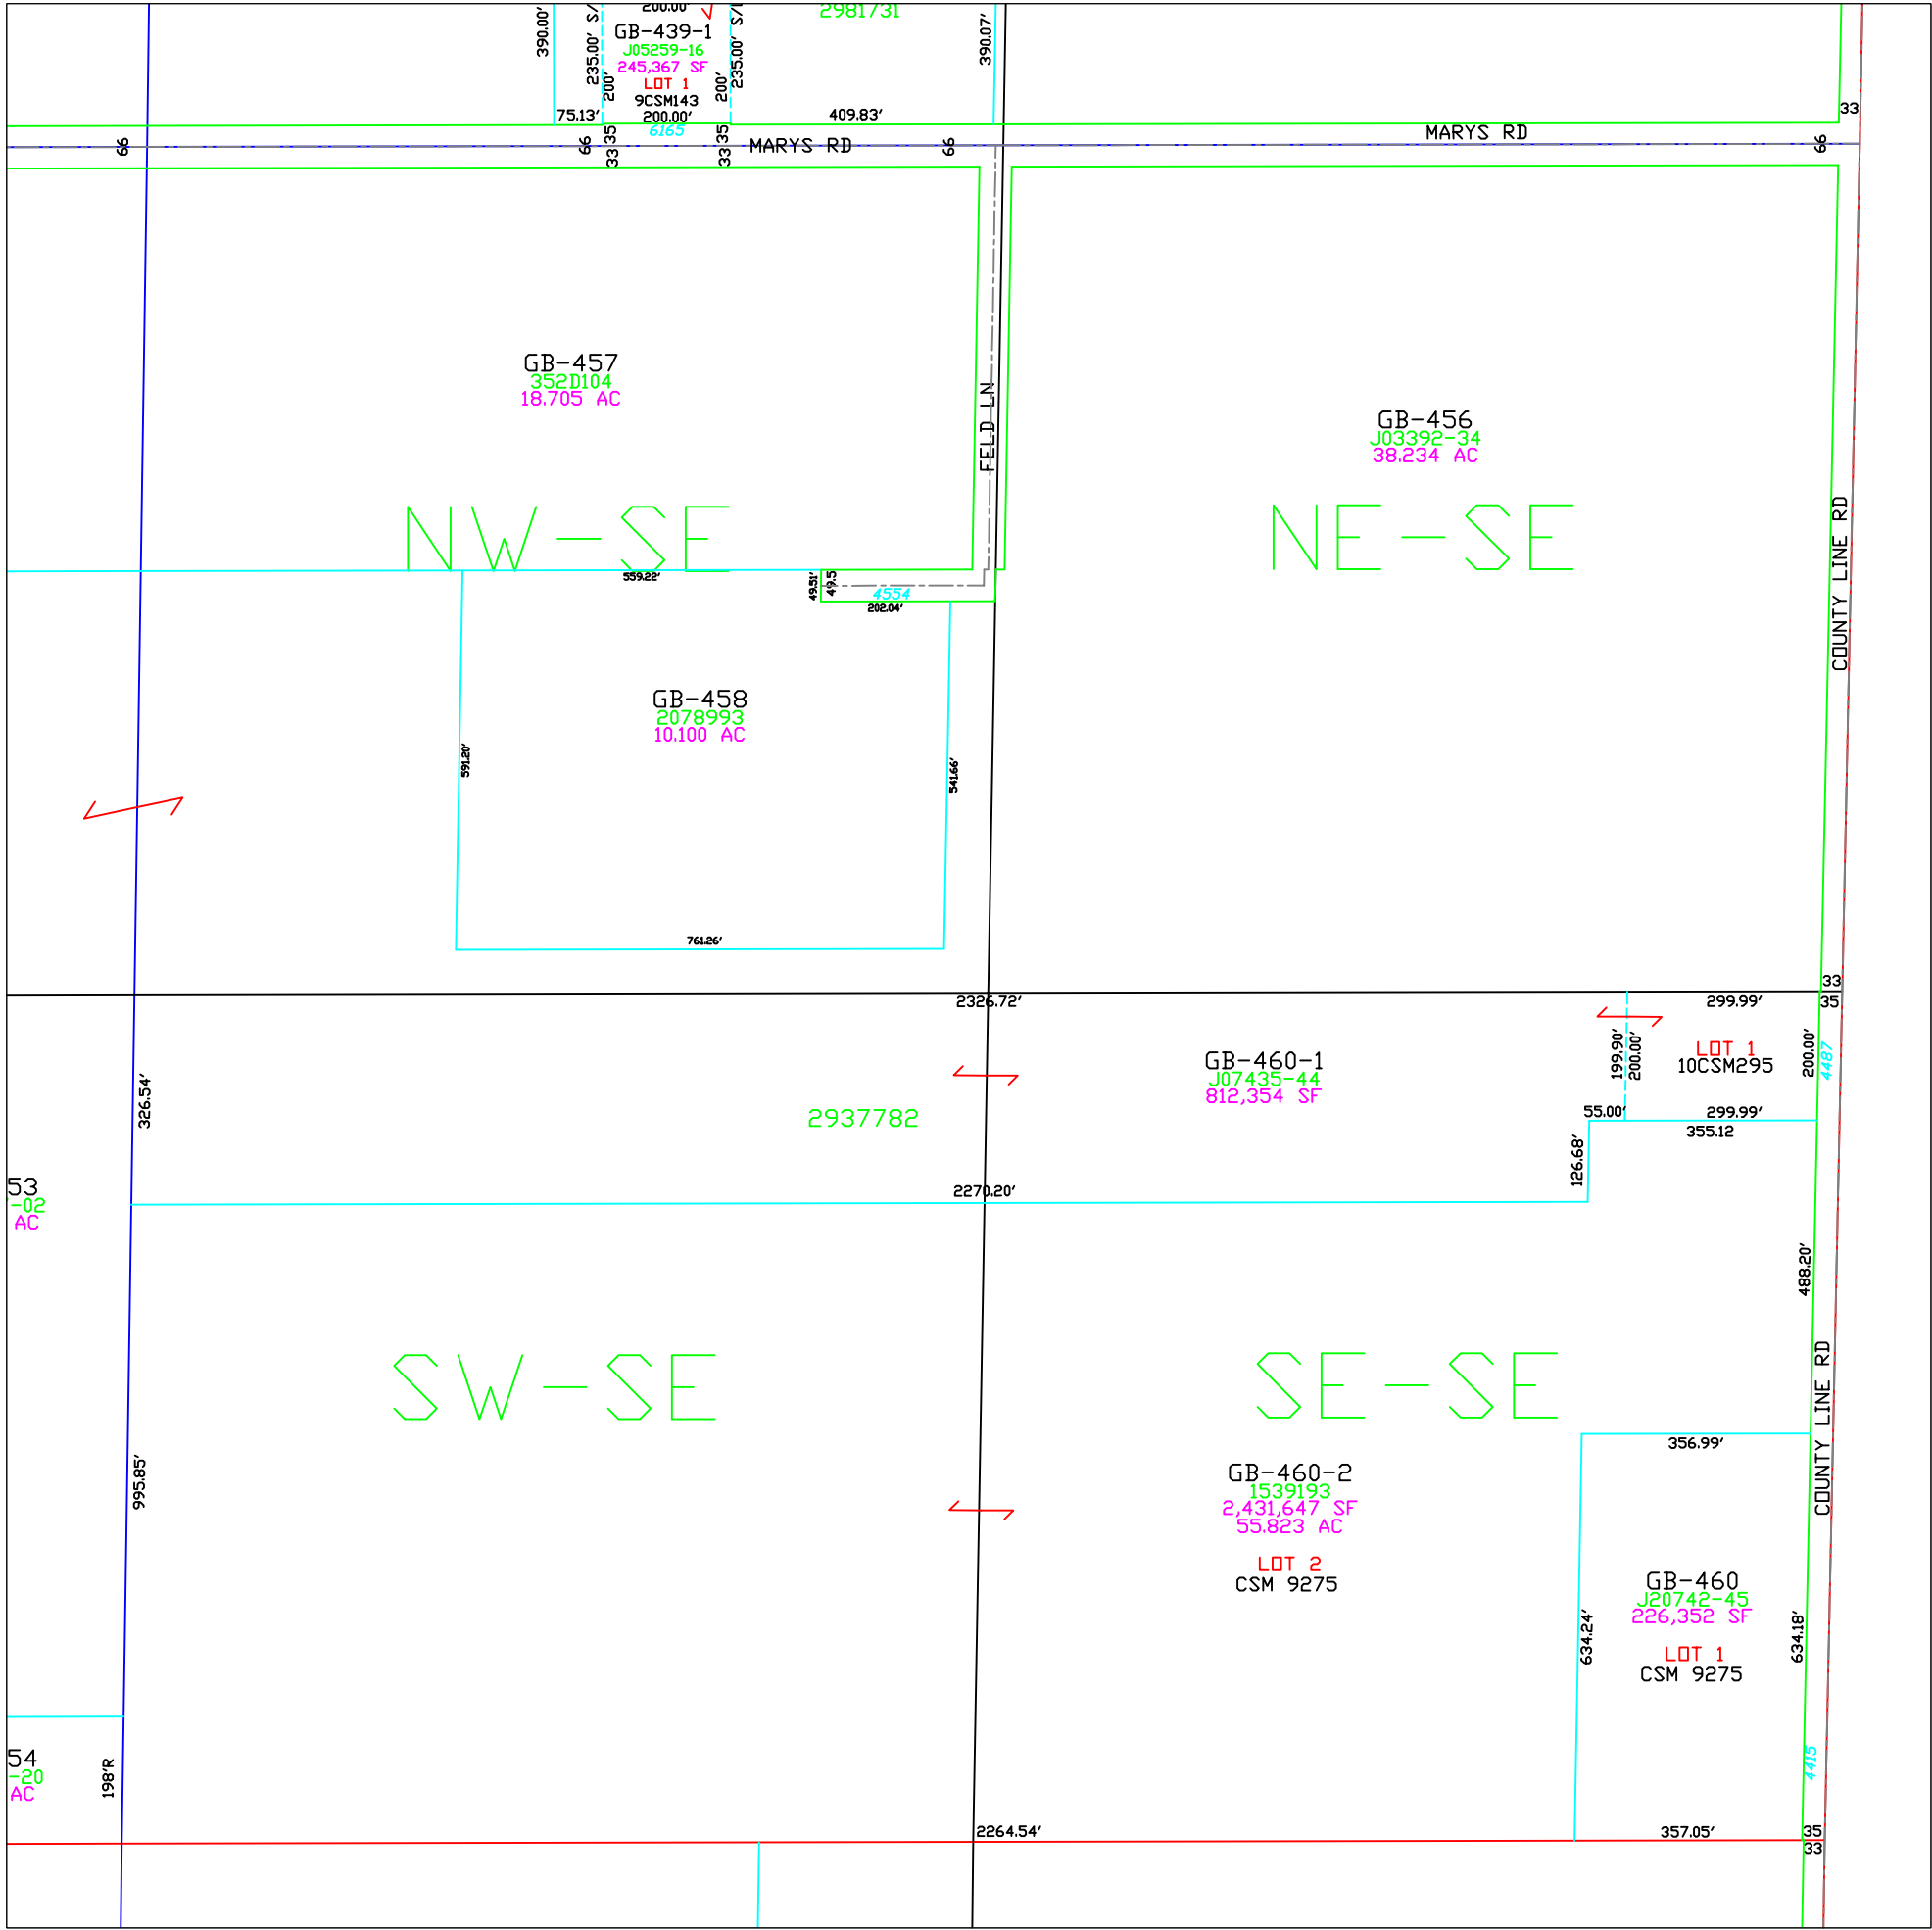 390.00'
235.00' S/
200.00'
GB-439-1
J05259-16
245,367 SF
LOT 1
9CSM143
200.00'
6165
200'
200'
235.00' S/
2981731
390.07'
75.13'
409.83'
33
66
66
33 35
33 35
MARYS RD
66
MARYS RD
66
GB-457
352D104
18.705 AC
FELD LN
GB-456
J03392-34
38.234 AC
NW-SE
NE-SE
COUNTY LINE RD
559.22'
49.51'
49.5
4554
202.04'
GB-458
2078993
10.100 AC
591.20'
541.66'
761.26'
33
2326.72'
299.99'
35
326.54'
GB-460-1
J07435-44
812,354 SF
2937782
199.90'
200.00'
LOT 1
10CSM295
200.00'
4487
55.00'
299.99'
355.12
126.68'
53
-02
AC
2270.20'
488.20'
SW-SE
SE-SE
COUNTY LINE RD
995.85'
356.99'
GB-460-2
1539193
2,431,647 SF
55.823 AC
LOT 2
CSM 9275
GB-460
J20742-45
226,352 SF
LOT 1
CSM 9275
634.24'
634.18'
54
-20
AC
198'R
4415
2264.54'
357.05'
35
33